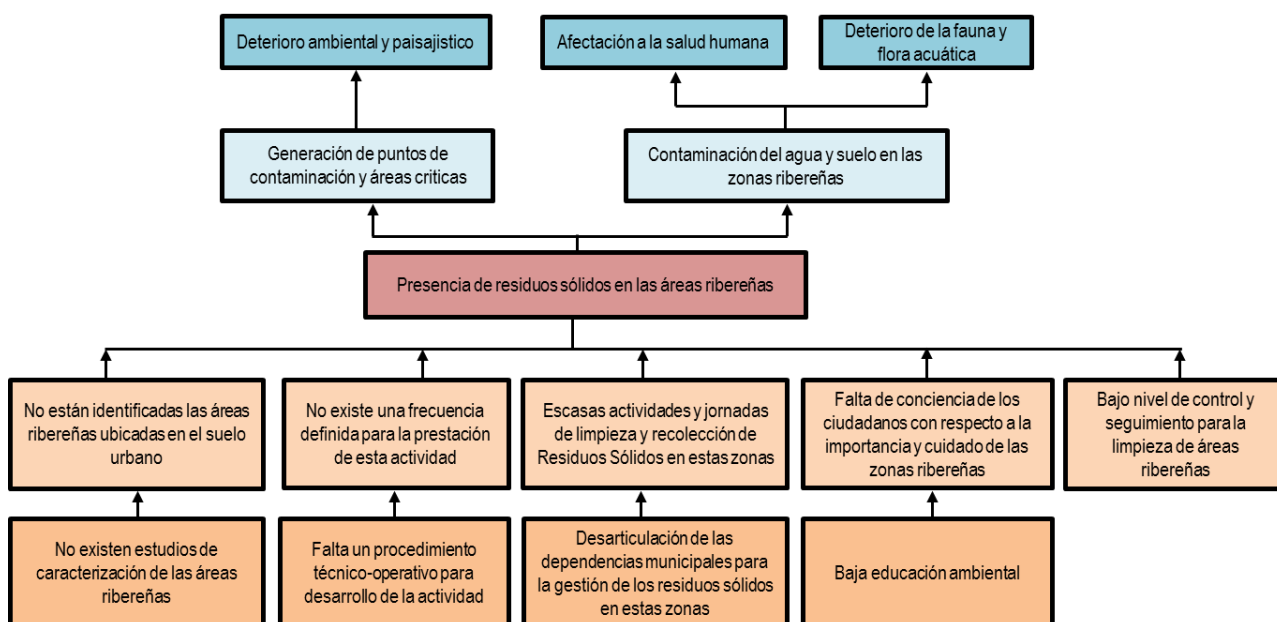 Deterioro ambiental y paisajistico
Afectación a la salud humana
Deterioro de la fauna y
flora acuática
Generación de puntos de
contaminación y áreas criticas
Contaminación del agua y suelo en las
zonas ribereñas
Presencia de residuos sólidos en las áreas ribereñas
No están identificadas las áreas
ribereñas ubicadas en el suelo
urbano
No existe una frecuencia
definida para la prestación
de esta actividad
Escasas actividades y jornadas
de limpieza y recolección de
Residuos Sólidos en estas zonas
Falta de conciencia de los
ciudadanos con respecto a la
importancia y cuidado de las
zonas ribereñas
Bajo nivel de control y
seguimiento para la
limpieza de áreas
ribereñas
No existen estudios de
caracterización de las áreas
ribereñas
Falta un procedimiento
técnico-operativo para
desarrollo de la actividad
Desarticulación de las
dependencias municipales para
la gestión de los residuos sólidos
en estas zonas
Baja educación ambiental